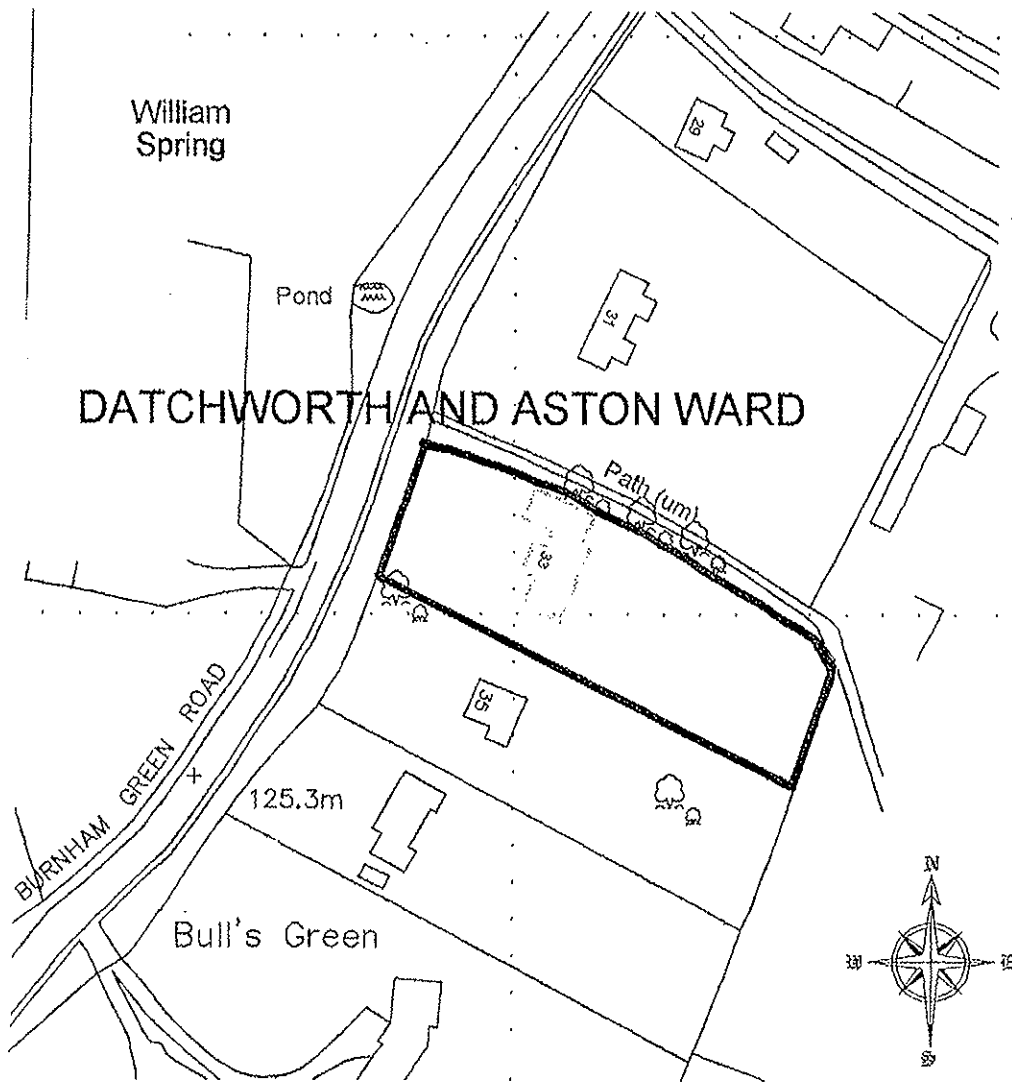 William
Spring
29
Pond
31
DATCHWORTH AND ASTON WARD
Path (um)
33
35
BURNHAM GREEN ROAD
125.3m
Bull's Green
N
S